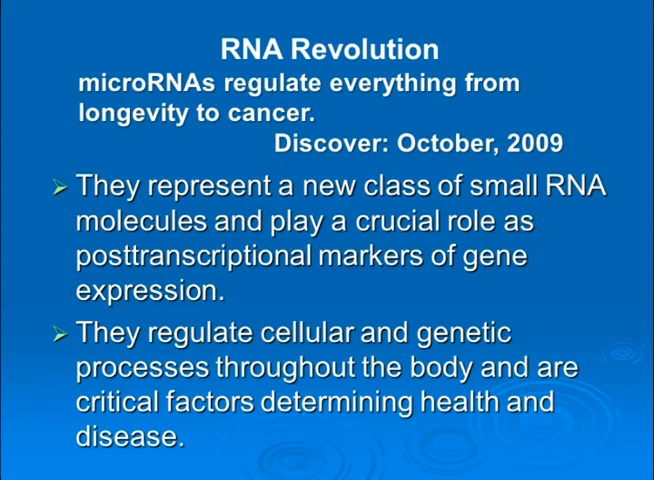 RNA Revolution
microRNAs regulate everything from
longevity to cancer.
Discover: October, 2009
They represent a new class of small RNA
molecules and play a crucial role as
posttranscriptional markers of gene
expression.
They regulate cellular and genetic
processes throughout the body and are
critical factors determining health and
disease.